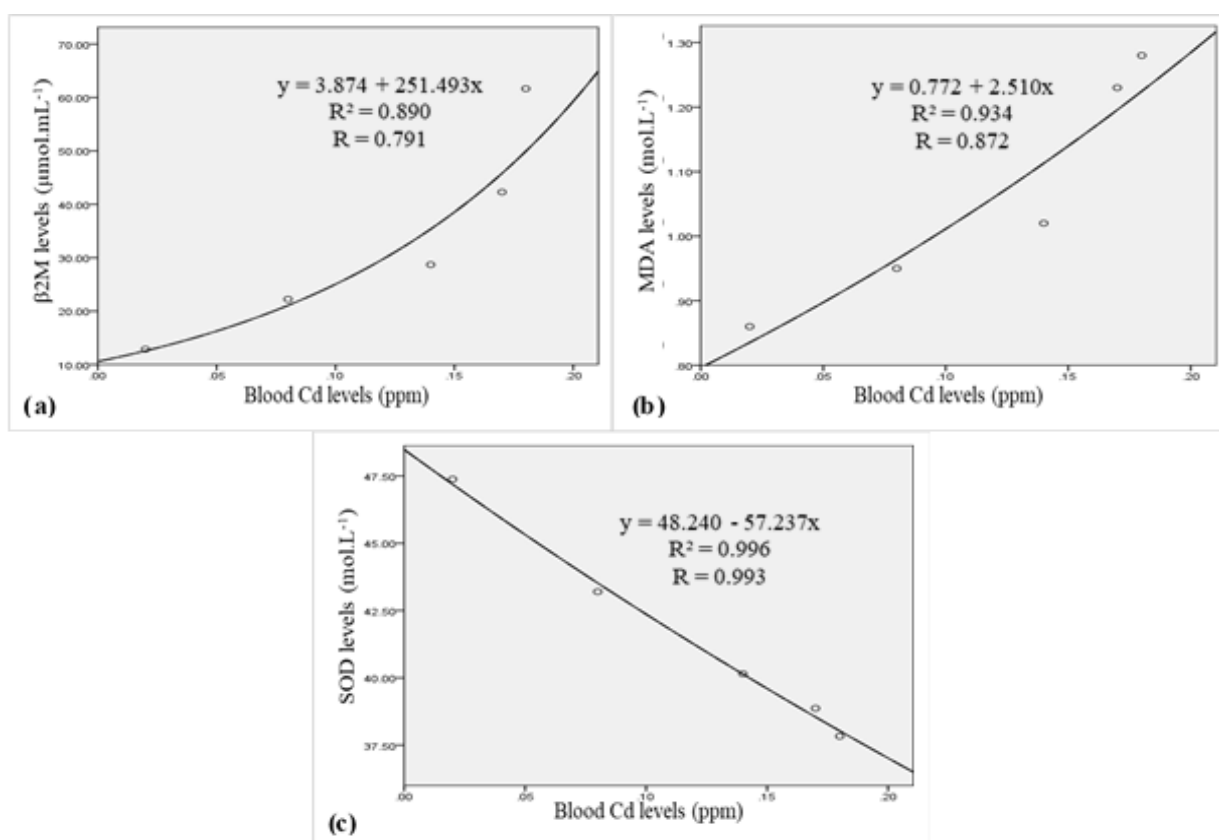 70.00
60.00
50.00
40.00
30.00
20.00
10.00
β2M levels (µmol.mL⁻¹)
y = 3.874 + 251.493x
R² = 0.890
R = 0.791
.00 .05 .10 .15 .20
Blood Cd levels (ppm)
(a)
1.30
1.20
1.10
1.00
.90
.80
MDA levels (mol.L⁻¹)
y = 0.772 + 2.510x
R² = 0.934
R = 0.872
.00 .05 .10 .15 .20
Blood Cd levels (ppm)
(b)
47.50
45.00
42.50
40.00
37.50
SOD levels (mol.L⁻¹)
y = 48.240 - 57.237x
R² = 0.996
R = 0.993
.00 .05 .10 .15 .20
Blood Cd levels (ppm)
(c)